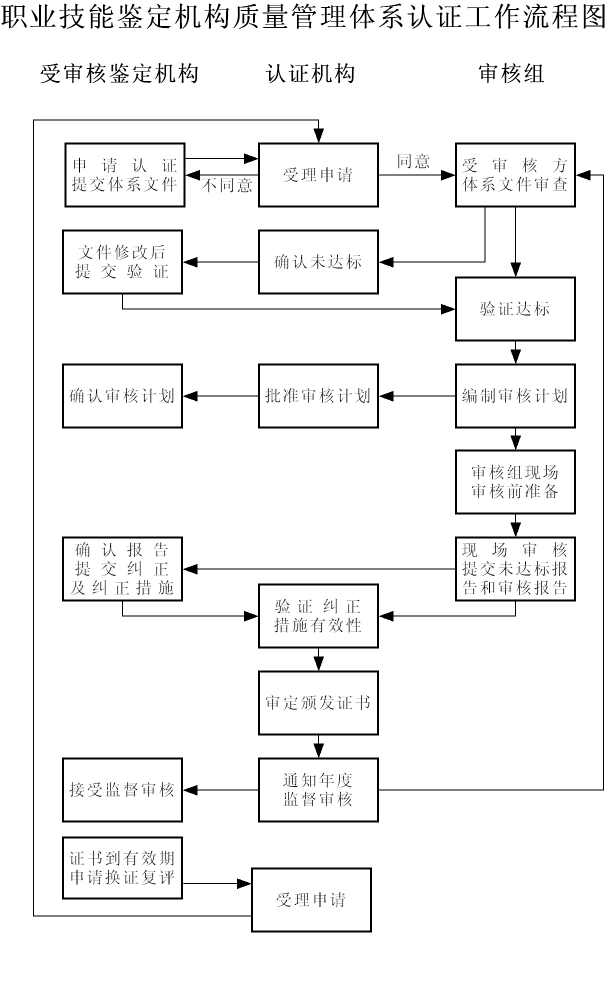 职业技能鉴定机构质量管理体系认证工作流程图
受审核鉴定机构
认证机构
审核组
申请认证
提交体系文件
不同意
受理申请
同意
受审核方
体系文件审查
文件修改后
提交验证
确认未达标
验证达标
确认审核计划
批准审核计划
编制审核计划
审核组现场
审核前准备
确认报告
提交纠正
及纠正措施
现场审核
提交未达标报
告和审核报告
验证纠正
措施有效性
审定颁发证书
接受监督审核
通知年度
监督审核
证书到有效期
申请换证复评
受理申请